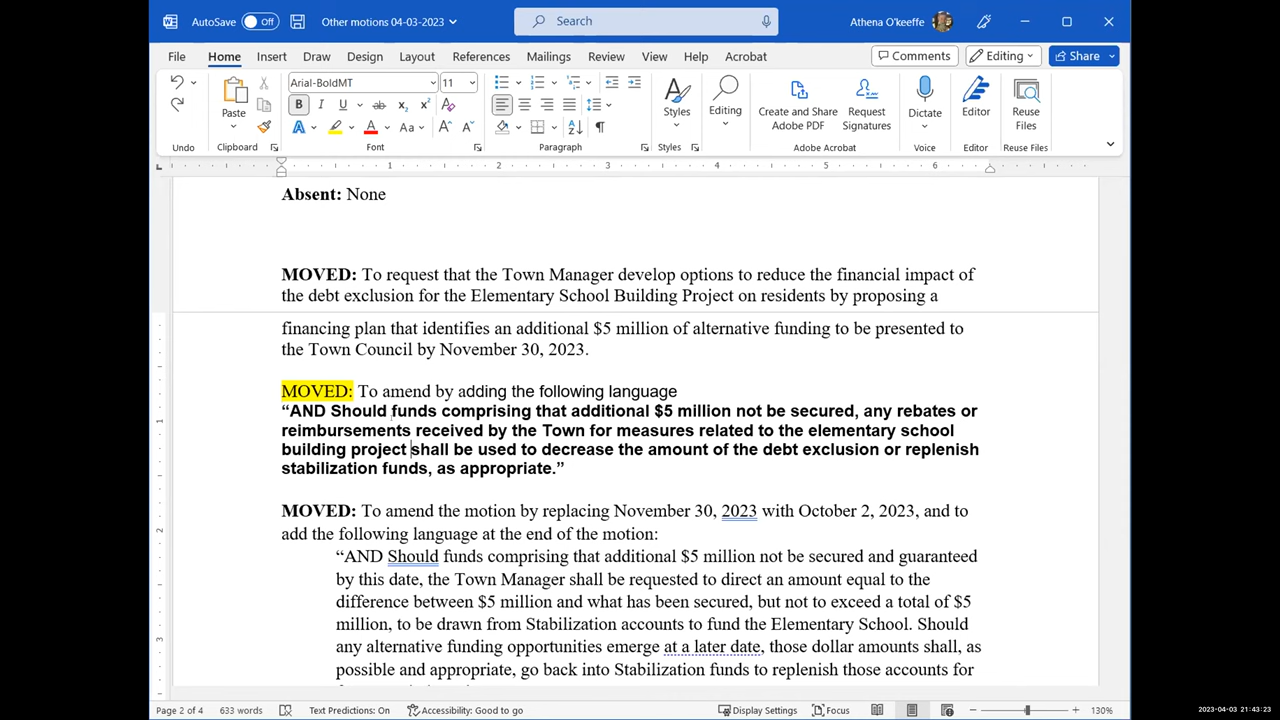 AutoSave Off Other motions 04-03-2023 Search Athena O'keeffe
File Home Insert Draw Design Layout References Mailings Review View Help Acrobat Comments Editing Share
Arial-BoldMT 11
Paste Styles Editing Create and Share Adobe PDF Request Signatures Dictate Editor Reuse Files
Undo Clipboard Font Paragraph Styles Adobe Acrobat Voice Editor Reuse Files
1 2 3 4 5 6
Absent: None
MOVED: To request that the Town Manager develop options to reduce the financial impact of
the debt exclusion for the Elementary School Building Project on residents by proposing a
financing plan that identifies an additional $5 million of alternative funding to be presented to
the Town Council by November 30, 2023.
MOVED: To amend by adding the following language
“AND Should funds comprising that additional $5 million not be secured, any rebates or
reimbursements received by the Town for measures related to the elementary school
building project shall be used to decrease the amount of the debt exclusion or replenish
stabilization funds, as appropriate.”
MOVED: To amend the motion by replacing November 30, 2023 with October 2, 2023, and to
add the following language at the end of the motion:
“AND Should funds comprising that additional $5 million not be secured and guaranteed
by this date, the Town Manager shall be requested to direct an amount equal to the
difference between $5 million and what has been secured, but not to exceed a total of $5
million, to be drawn from Stabilization accounts to fund the Elementary School. Should
any alternative funding opportunities emerge at a later date, those dollar amounts shall, as
possible and appropriate, go back into Stabilization funds to replenish those accounts for
Page 2 of 4 633 words Text Predictions: On Accessibility: Good to go Display Settings Focus 130%
2023-04-03 21:43:23